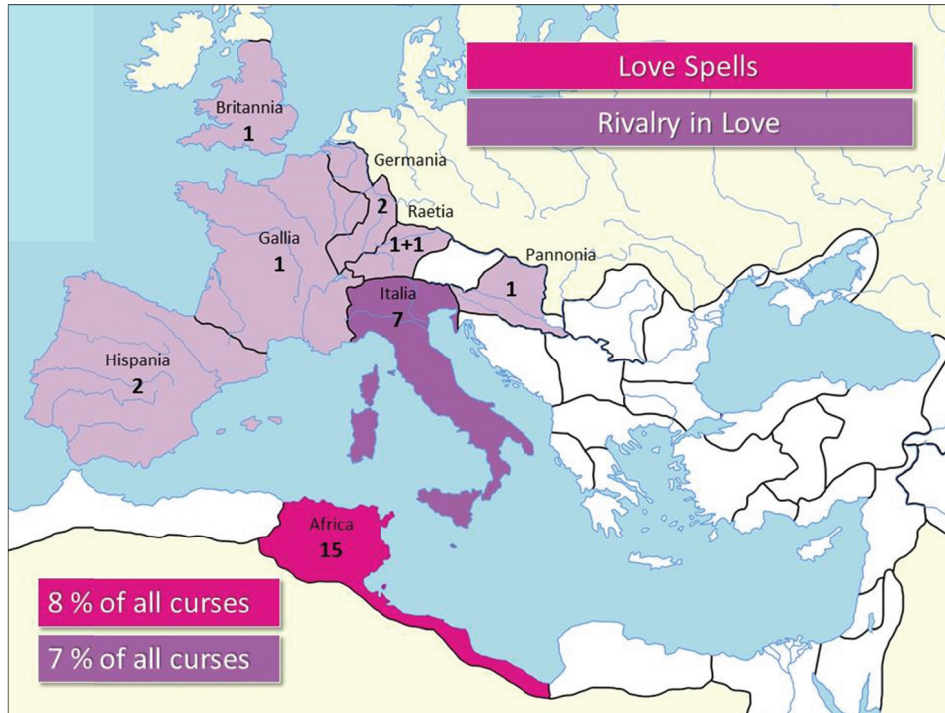 Love Spells
Rivalry in Love
Britannia
1
Germania
2
Raetia
1+1
Gallia
1
Pannonia
1
Italia
7
Hispania
2
Africa
15
8 % of all curses
7 % of all curses